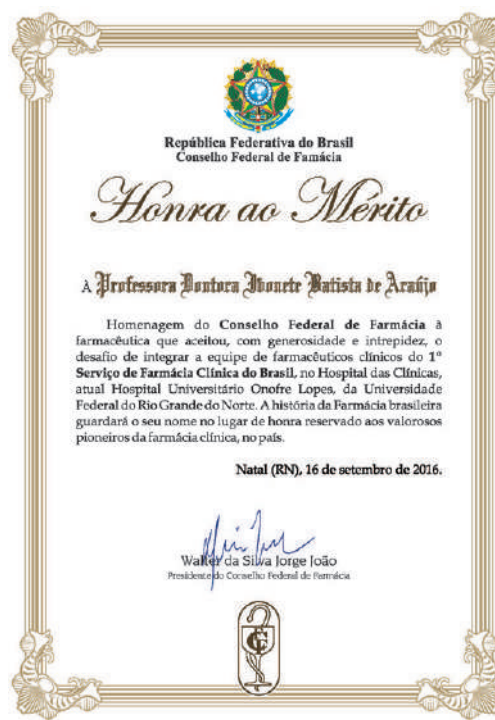 República Federativa do Brasil
Conselho Federal de Famácia
Honra ao Mérito
À Professora Doutora Ivonete Batista de Araújo
Homenagem do Conselho Federal de Farmácia à
farmacêutica que aceitou, com generosidade e intrepidez, o
desafio de integrar a equipe de farmacêuticos clínicos do 1º
Serviço de Farmácia Clínica do Brasil, no Hospital das Clínicas,
atual Hospital Universitário Onofre Lopes, da Universidade
Federal do Rio Grande do Norte. A história da Farmácia brasileira
guardará o seu nome no lugar de honra reservado aos valorosos
pioneiros da farmácia clínica, no país.
Natal (RN), 16 de setembro de 2016.
Walter da Silva Jorge João
Presidente do Conselho Federal de Farmácia